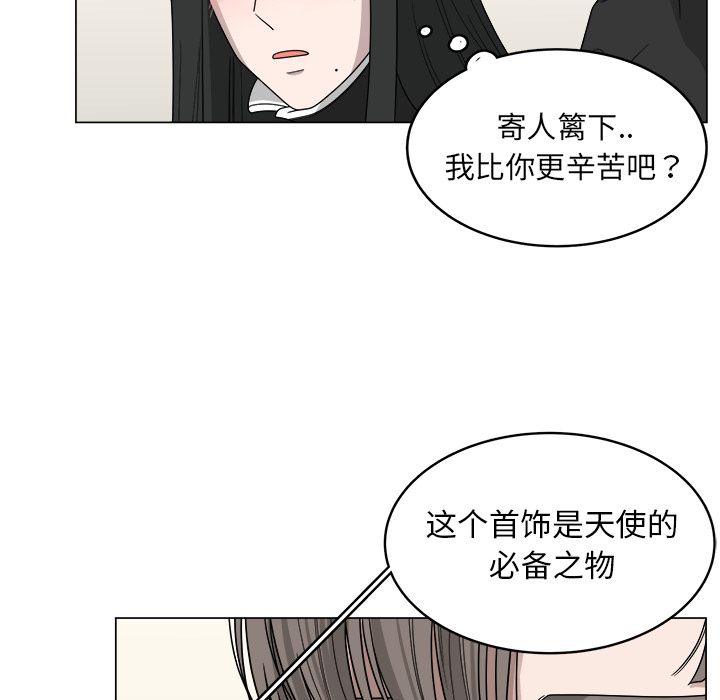 寄人篱下..
我比你更辛苦吧？
这个首饰是天使的
必备之物